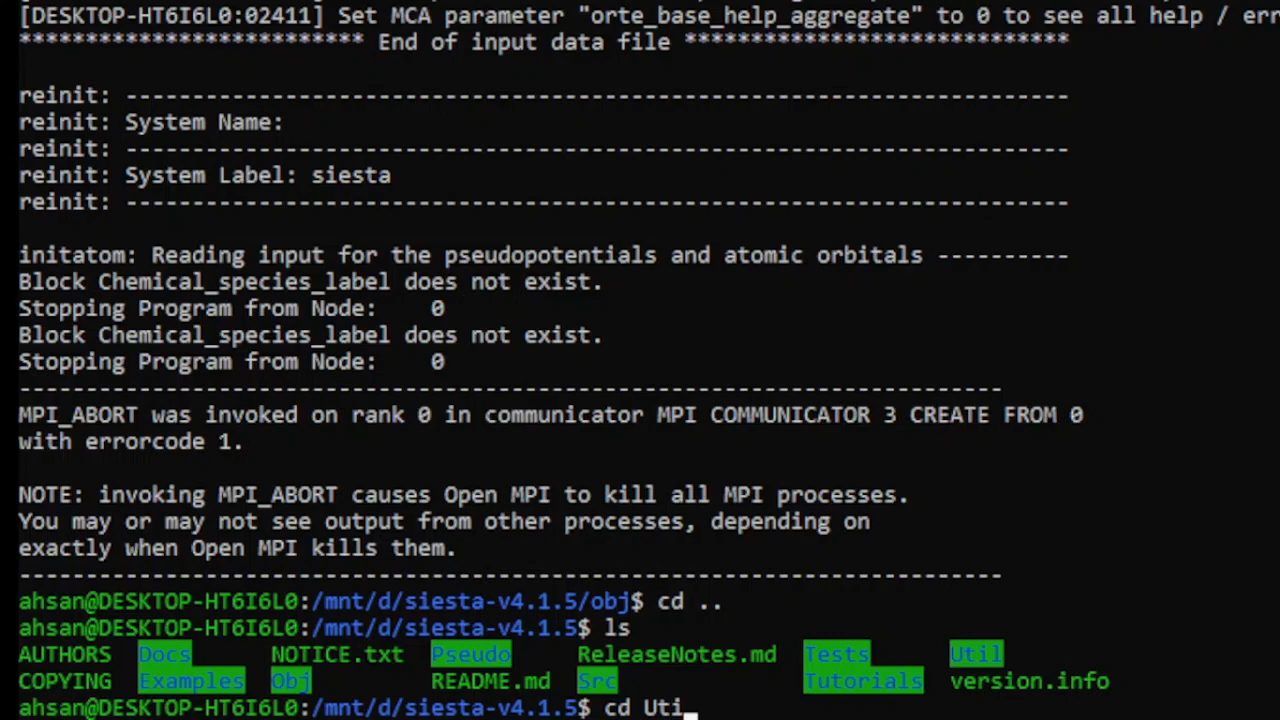 [DESKTOP-HT6I6L0:02411] Set MCA parameter "orte_base_help_aggregate" to 0 to see all help / err
************************** End of input data file *****************************
reinit: -----------------------------------------------------------------------
reinit: System Name:
reinit: -----------------------------------------------------------------------
reinit: System Label: siesta
reinit: -----------------------------------------------------------------------
initatom: Reading input for the pseudopotentials and atomic orbitals ----------
Block Chemical_species_label does not exist.
Stopping Program from Node:    0
Block Chemical_species_label does not exist.
Stopping Program from Node:    0
--------------------------------------------------------------------------
MPI_ABORT was invoked on rank 0 in communicator MPI COMMUNICATOR 3 CREATE FROM 0
with errorcode 1.
NOTE: invoking MPI_ABORT causes Open MPI to kill all MPI processes.
You may or may not see output from other processes, depending on
exactly when Open MPI kills them.
--------------------------------------------------------------------------
ahsan@DESKTOP-HT6I6L0:/mnt/d/siesta-v4.1.5/obj$ cd ..
ahsan@DESKTOP-HT6I6L0:/mnt/d/siesta-v4.1.5$ ls
AUTHORS  Docs      NOTICE.txt  Pseudo     ReleaseNotes.md  Tests      Util
COPYING  Examples  Obj         README.md  Src              Tutorials  version.info
ahsan@DESKTOP-HT6I6L0:/mnt/d/siesta-v4.1.5$ cd Uti